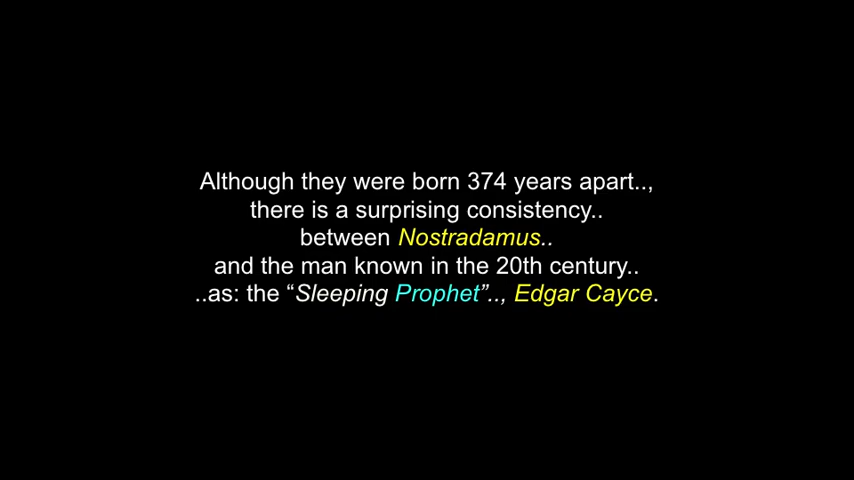 Although they were born 374 years apart..,
there is a surprising consistency..
between Nostradamus..
and the man known in the 20th century..
..as: the “Sleeping Prophet”.., Edgar Cayce.